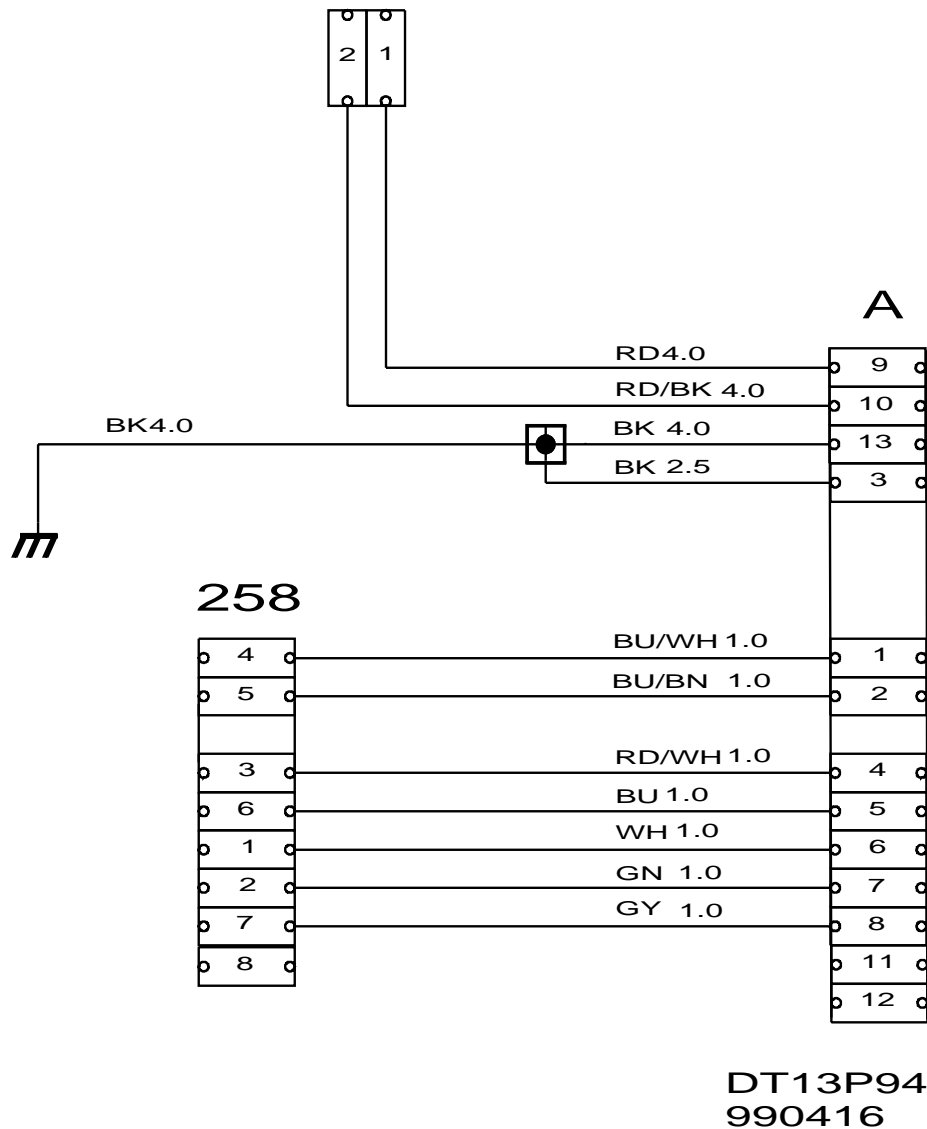 2 1
A
RD4.0 9
RD/BK 4.0 10
BK4.0 BK 4.0 13
BK 2.5 3
258
4 BU/WH 1.0 1
5 BU/BN 1.0 2
3 RD/WH 1.0 4
6 BU 1.0 5
1 WH 1.0 6
2 GN 1.0 7
7 GY 1.0 8
8 11
12
DT13P94
990416